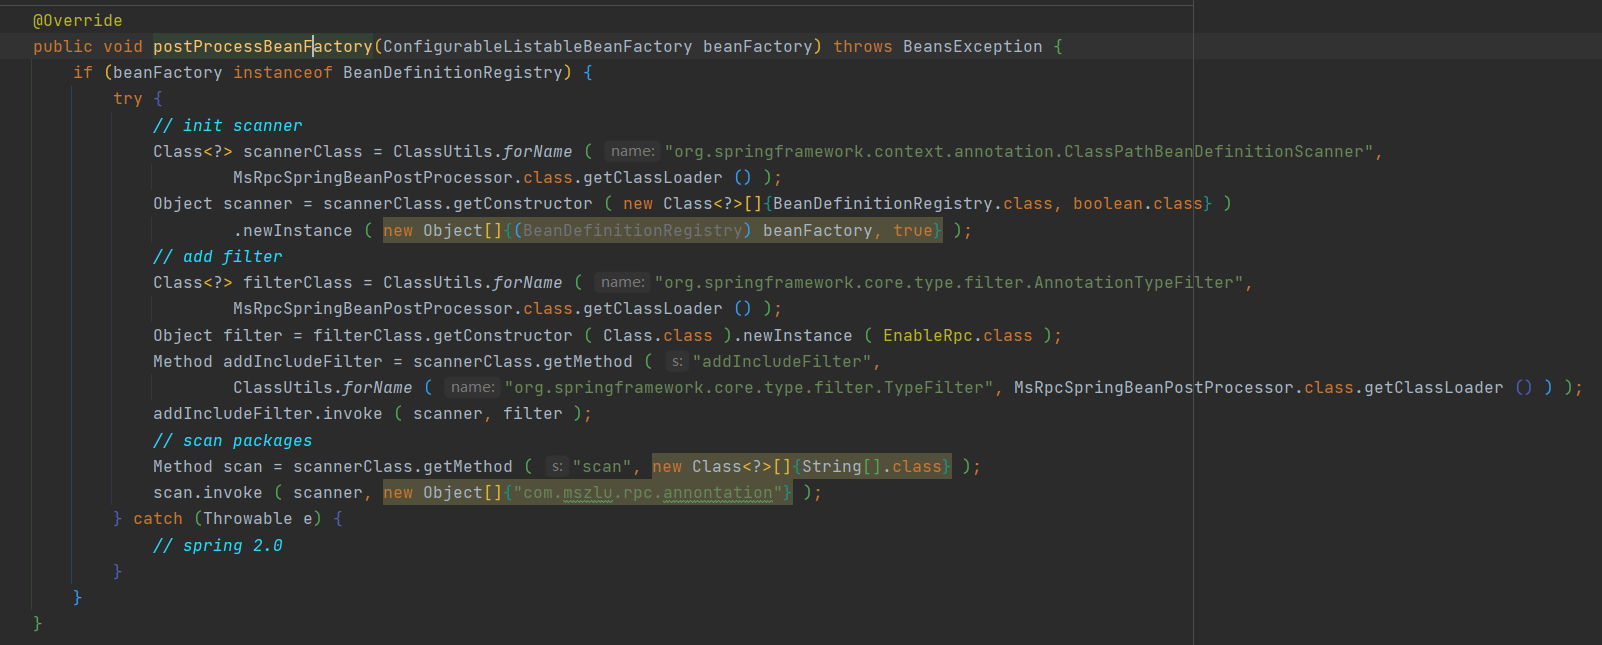 @Override
public void postProcessBeanFactory(ConfigurableListableBeanFactory beanFactory) throws BeansException {
if (beanFactory instanceof BeanDefinitionRegistry) {
try {
// init scanner
Class<?> scannerClass = ClassUtils.forName ( name: "org.springframework.context.annotation.ClassPathBeanDefinitionScanner",
MsRpcSpringBeanPostProcessor.class.getClassLoader () );
Object scanner = scannerClass.getConstructor ( new Class<?>[]{BeanDefinitionRegistry.class, boolean.class} )
.newInstance ( new Object[]{(BeanDefinitionRegistry) beanFactory, true} );
// add filter
Class<?> filterClass = ClassUtils.forName ( name: "org.springframework.core.type.filter.AnnotationTypeFilter",
MsRpcSpringBeanPostProcessor.class.getClassLoader () );
Object filter = filterClass.getConstructor ( Class.class ).newInstance ( EnableRpc.class );
Method addIncludeFilter = scannerClass.getMethod ( s: "addIncludeFilter",
ClassUtils.forName ( name: "org.springframework.core.type.filter.TypeFilter", MsRpcSpringBeanPostProcessor.class.getClassLoader () ) );
addIncludeFilter.invoke ( scanner, filter );
// scan packages
Method scan = scannerClass.getMethod ( s: "scan", new Class<?>[]{String[].class} );
scan.invoke ( scanner, new Object[]{"com.mszlu.rpc.annontation"} );
} catch (Throwable e) {
// spring 2.0
}
}
}